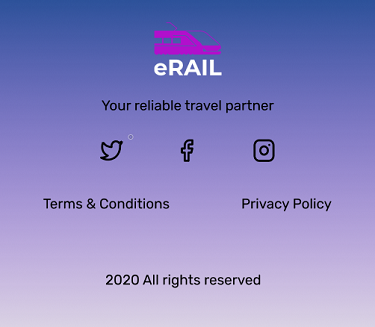 eRAIL
Your reliable travel partner
Terms & Conditions
Privacy Policy
2020 All rights reserved